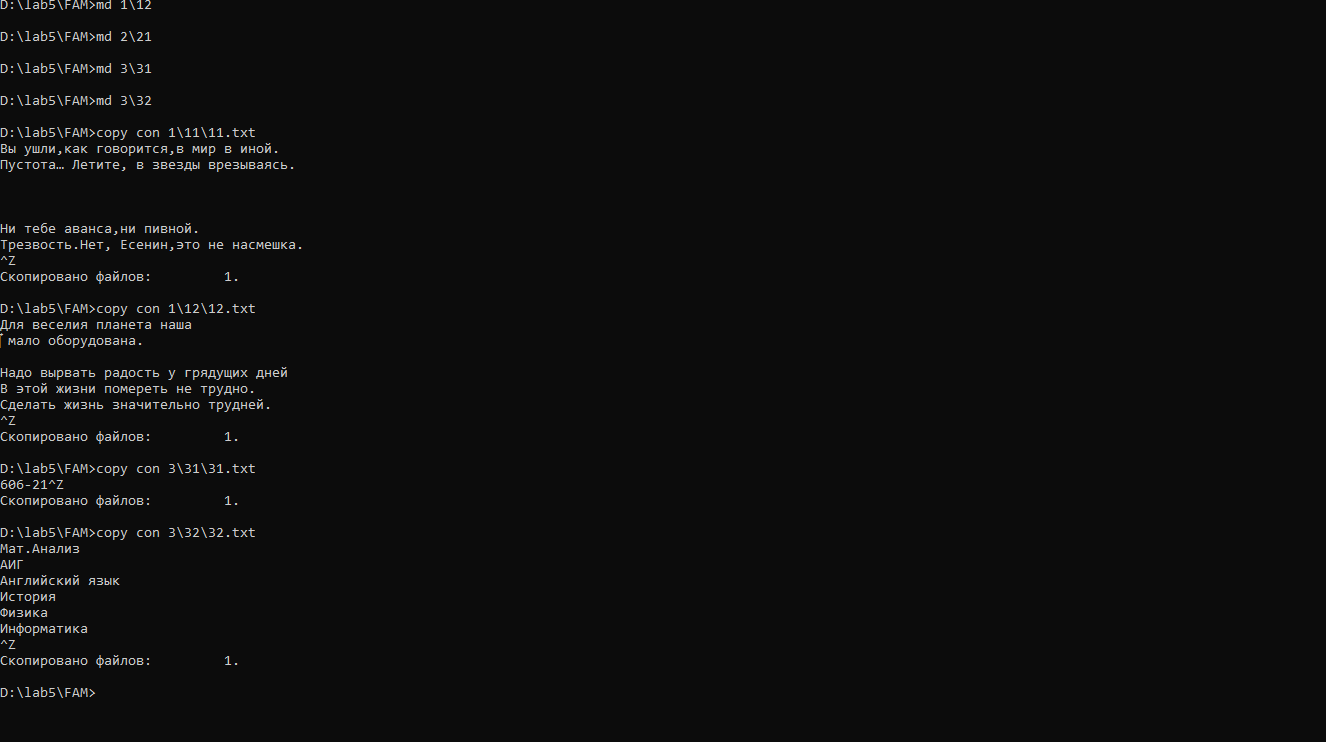 D:\lab5\FAM>md 1\12
D:\lab5\FAM>md 2\21
D:\lab5\FAM>md 3\31
D:\lab5\FAM>md 3\32
D:\lab5\FAM>copy con 1\11\11.txt
Вы ушли,как говорится,в мир в иной.
Пустота… Летите, в звезды врезываясь.
Ни тебе аванса,ни пивной.
Трезвость.Нет, Есенин,это не насмешка.
^Z
Скопировано файлов:         1.
D:\lab5\FAM>copy con 1\12\12.txt
Для веселия планета наша
мало оборудована.
Надо вырвать радость у грядущих дней
В этой жизни помереть не трудно.
Сделать жизнь значительно трудней.
^Z
Скопировано файлов:         1.
D:\lab5\FAM>copy con 3\31\31.txt
606-21^Z
Скопировано файлов:         1.
D:\lab5\FAM>copy con 3\32\32.txt
Мат.Анализ
АИГ
Английский язык
История
Физика
Информатика
^Z
Скопировано файлов:         1.
D:\lab5\FAM>